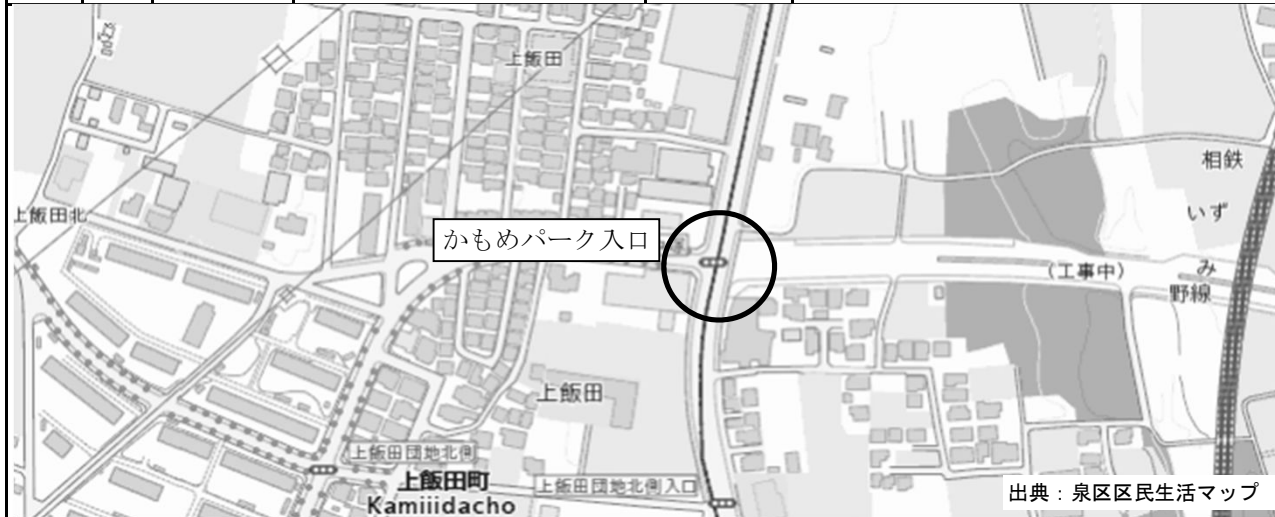 上飯田
相鉄
いず
み
野線
上飯田北
かもめパーク入口
(工事中)
上飯田
上飯田団地北側
上飯田町
Kamiiidacho
上飯田団地北側入口
出典：泉区区民生活マップ